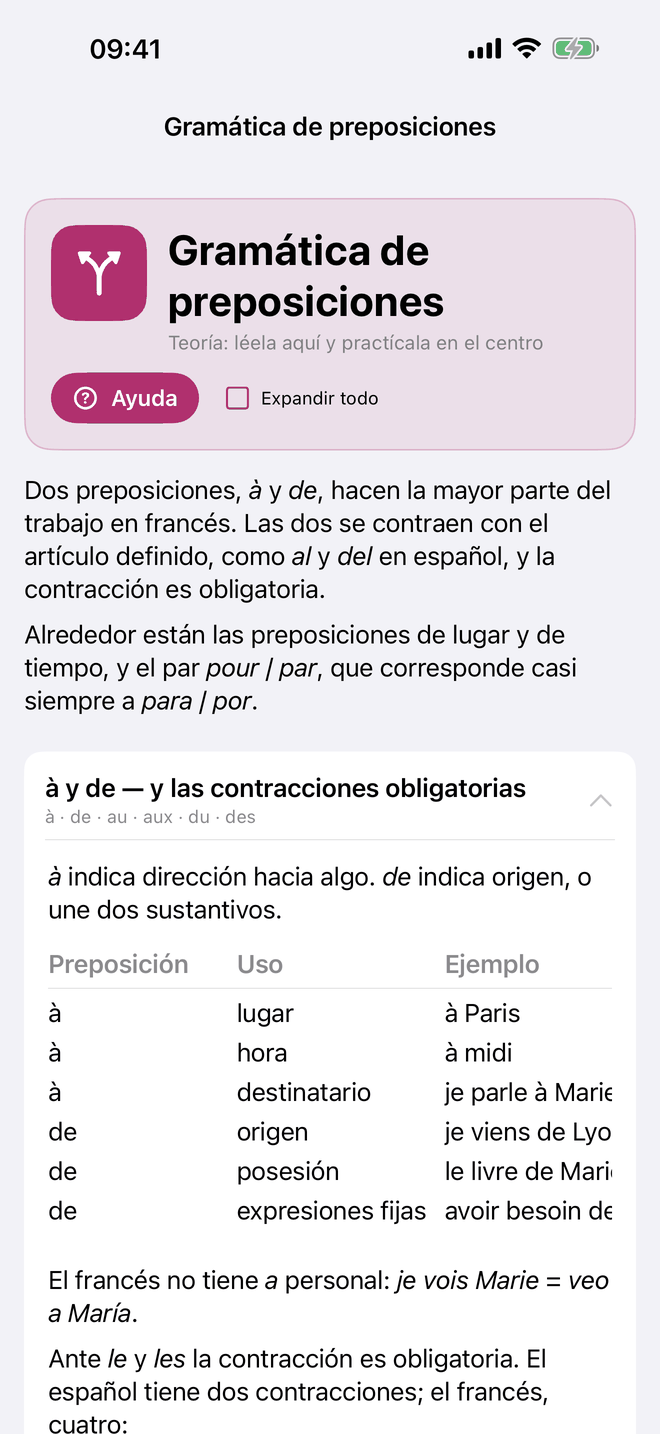 09:41
Gramática de preposiciones
Gramática de
preposiciones
Teoría: léela aquí y practícala en el centro
Ayuda
Expandir todo
Dos preposiciones, à y de, hacen la mayor parte del
trabajo en francés. Las dos se contraen con el
artículo definido, como al y del en español, y la
contracción es obligatoria.
Alrededor están las preposiciones de lugar y de
tiempo, y el par pour / par, que corresponde casi
siempre a para / por.
à y de — y las contracciones obligatorias
à · de · au · aux · du · des
à indica dirección hacia algo. de indica origen, o
une dos sustantivos.
Preposición Uso Ejemplo
à lugar à Paris
à hora à midi
à destinatario je parle à Marie
de origen je viens de Lyo
de posesión le livre de Mari
de expresiones fijas avoir besoin de
El francés no tiene a personal: je vois Marie = veo
a María.
Ante le y les la contracción es obligatoria. El
español tiene dos contracciones; el francés,
cuatro: